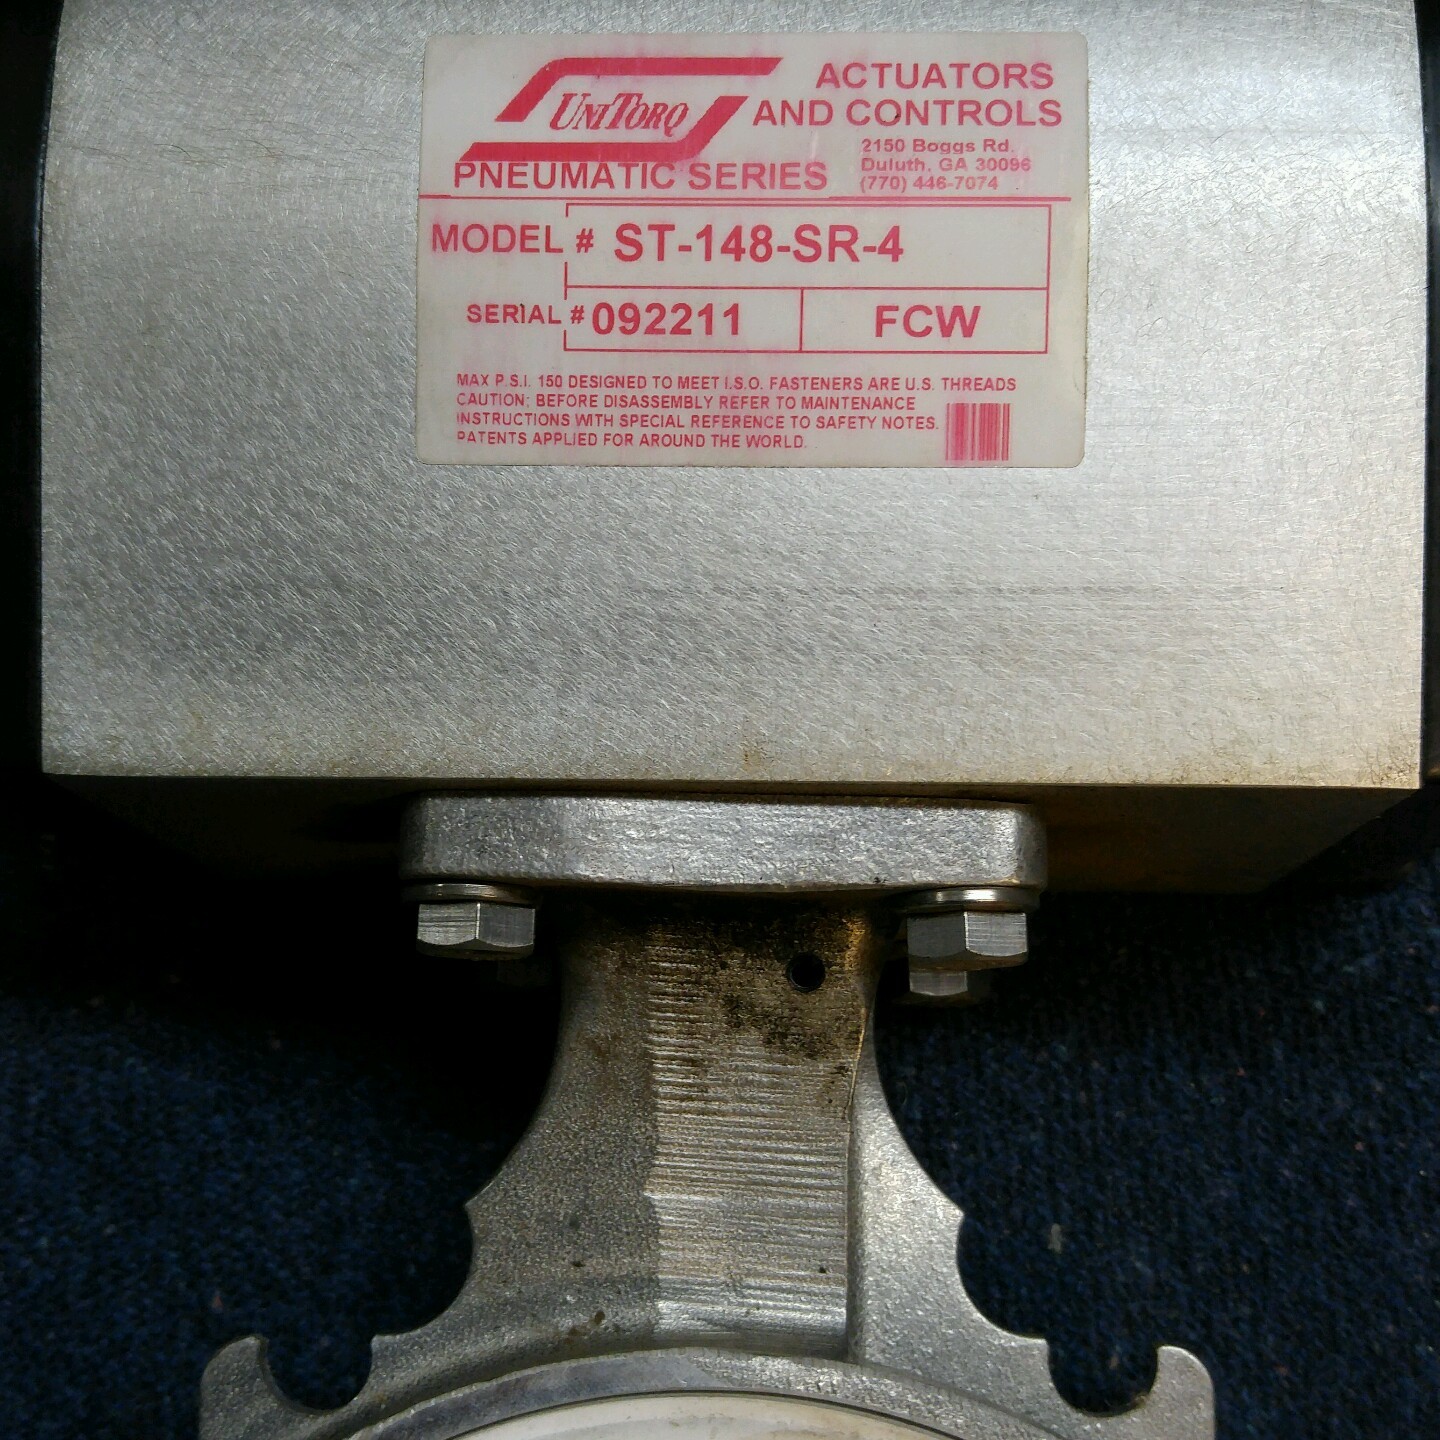 UNITORQ
ACTUATORS
AND CONTROLS
PNEUMATIC SERIES
2150 Boggs Rd.
Duluth, GA 30096
(770) 446-7074
MODEL # ST-148-SR-4
SERIAL # 092211 FCW
MAX P.S.I. 150 DESIGNED TO MEET I.S.O. FASTENERS ARE U.S. THREADS
CAUTION; BEFORE DISASSEMBLY REFER TO MAINTENANCE
INSTRUCTIONS WITH SPECIAL REFERENCE TO SAFETY NOTES.
PATENTS APPLIED FOR AROUND THE WORLD.